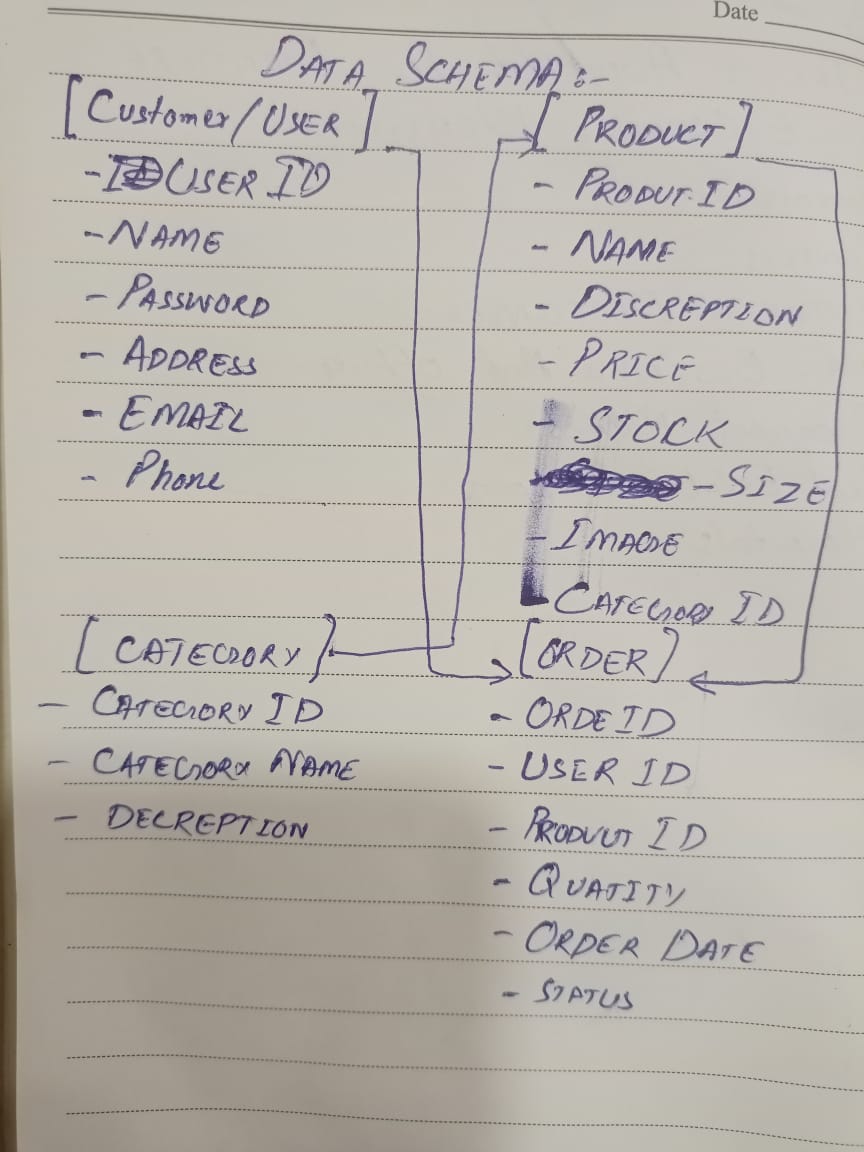 Date
DATA SCHEMA :-
[Customer/USER]
- USER ID
- NAME
- PASSWORD
- ADDRESS
- EMAIL
- Phone
[PRODUCT]
- PRODUT ID
- NAME
- DISCREPTION
- PRICE
- STOCK
- SIZE
- IMAGE
- CATEGORY ID
[CATEGORY]
- CATEGORY ID
- CATEGORY NAME
- DECREPTION
[ORDER]
- ORDE ID
- USER ID
- PRODUCT ID
- QUATITY
- ORDER DATE
- STATUS